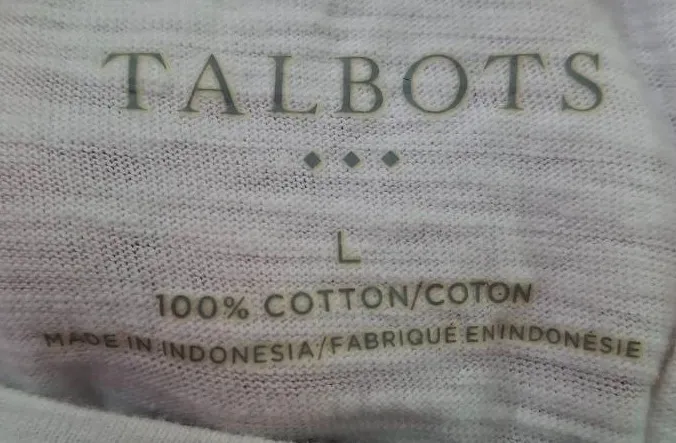 TALBOTS
◆ ◆ ◆
L
100% COTTON/COTON
MADE IN INDONESIA/FABRIQUÉ EN INDONÉSIE